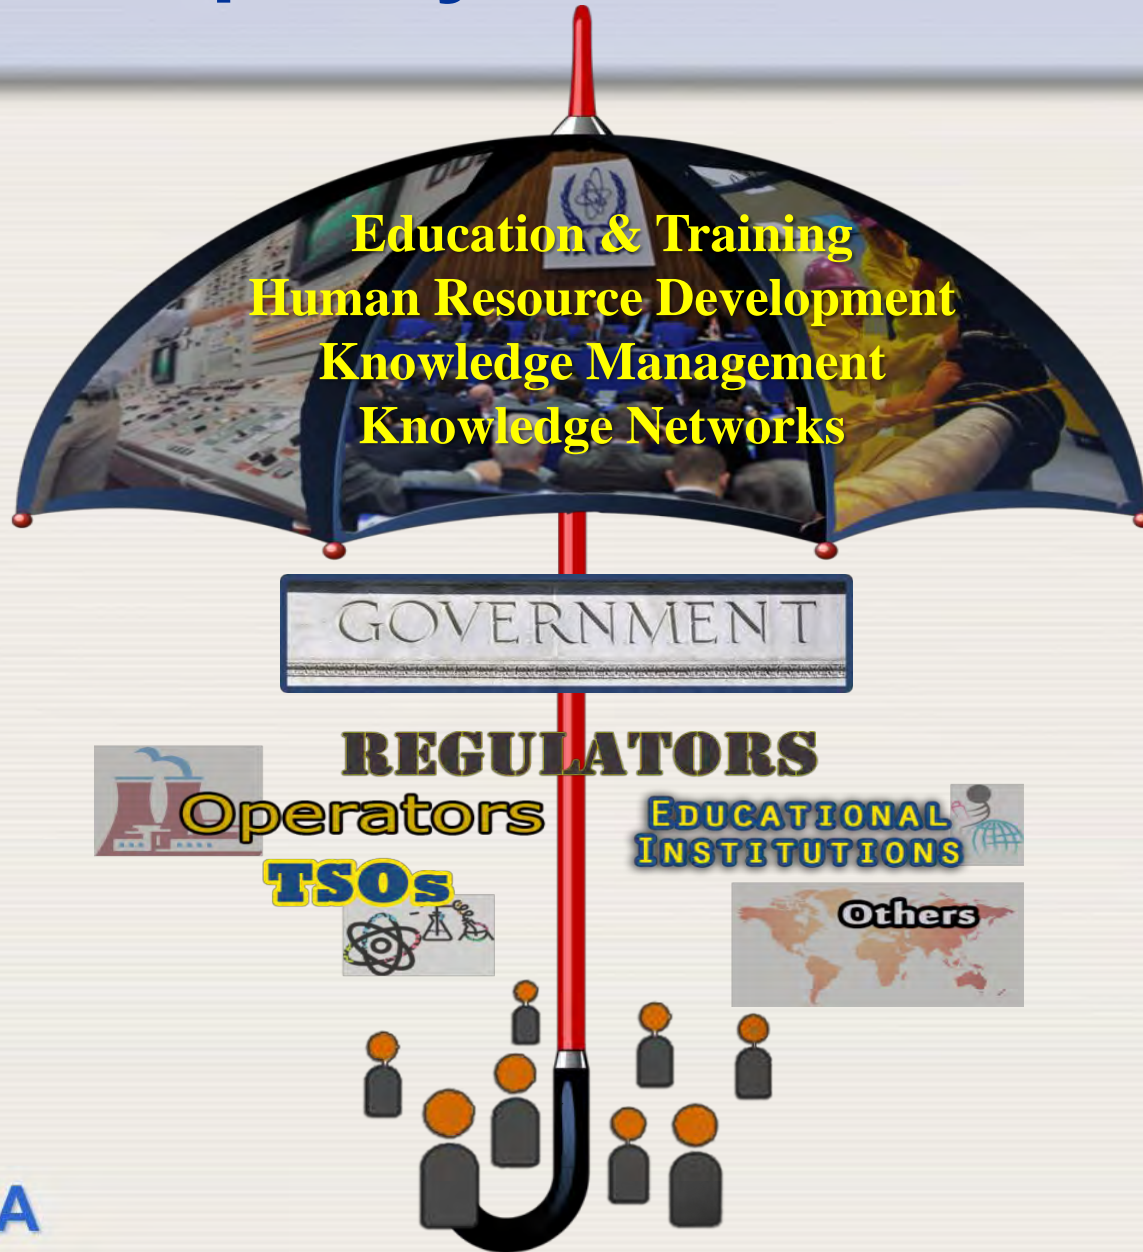 Education & Training
Human Resource Development
Knowledge Management
Knowledge Networks
GOVERNMENT
REGULATORS
Operators
EDUCATIONAL
INSTITUTIONS
TSOs
Others
A